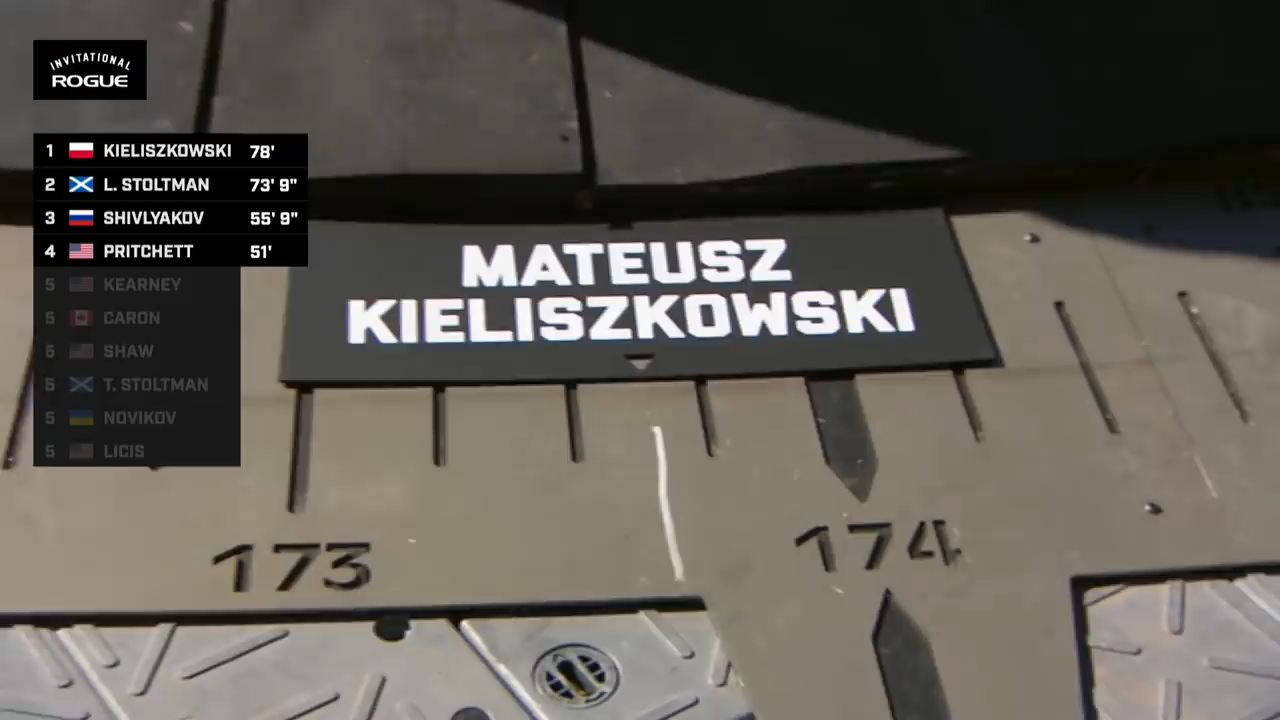 INVITATIONAL
ROGUE
1 KIELISZKOWSKI 78'
2 L. STOLTMAN 73' 9"
3 SHIVLYAKOV 55' 9"
4 PRITCHETT 51'
5 KEARNEY
5 CARON
5 SHAW
5 T. STOLTMAN
5 NOVIKOV
5 LICIS
MATEUSZ
KIELISZKOWSKI
173 174